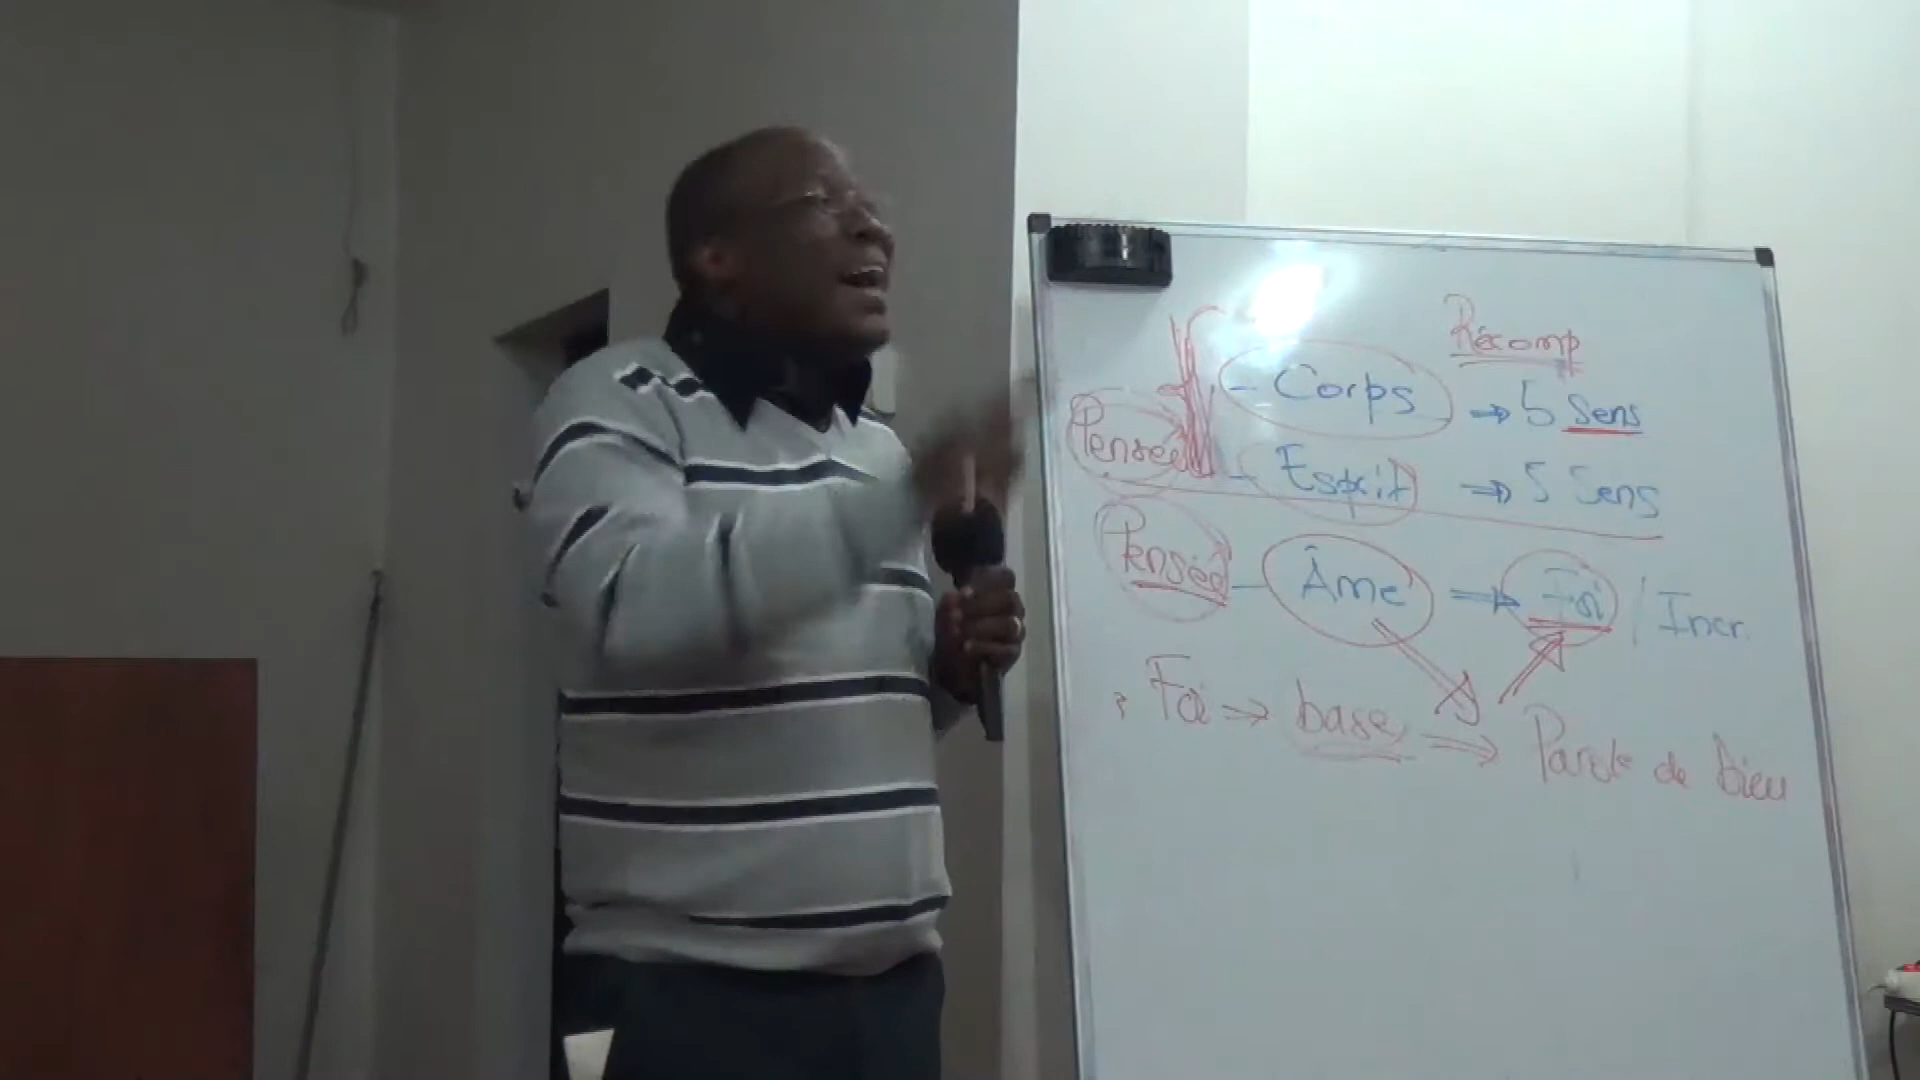 Récomp
- Corps → 5 Sens
Pensée
- Esprit → 5 Sens
Pensée - Âme ⇒ Foi / Incr.
Foi ⇒ base ⇒ Parole de Dieu